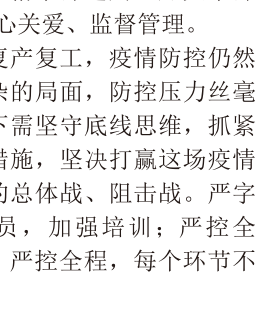 心关爱、监督管理。
复产复工，疫情防控仍然
杂的局面，防控压力丝毫
下需坚守底线思维，抓紧
措施，坚决打赢这场疫情
的总体战、阻击战。严字
员，加强培训；严控全
严控全程，每个环节不